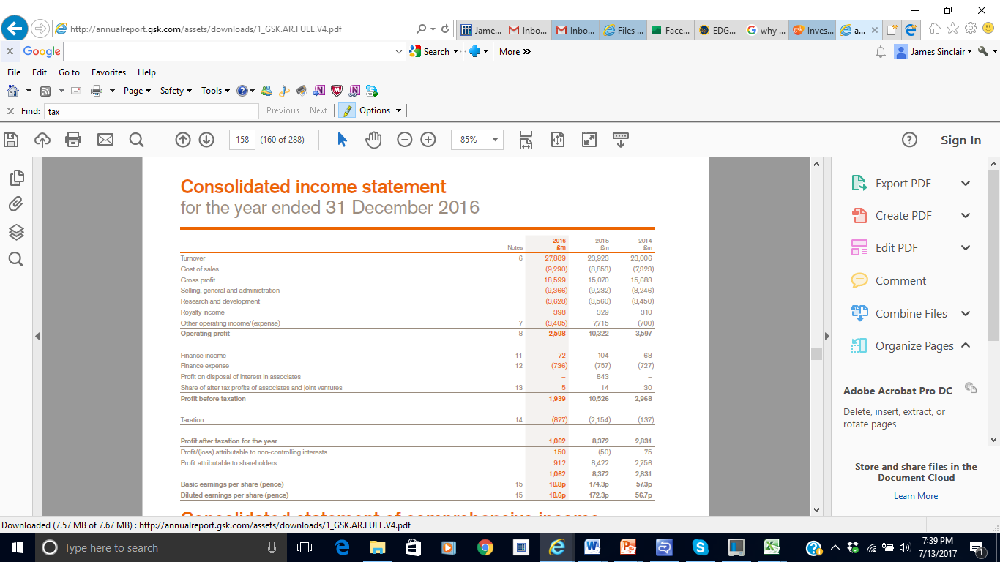 http://annualreport.gsk.com/assets/downloads/1_GSK.AR.FULL.V4.pdf Jame... Inbo... Inbo... Files ... Face... EDG... why ... Inves... a...
x Google Search More »» James Sinclair
File Edit Go to Favorites Help
Page Safety Tools
x Find: tax Previous Next Options
158 (160 of 288) 85% Sign In
Consolidated income statement
for the year ended 31 December 2016
2016 2015 2014
Notes £m £m £m
Turnover 6 27,889 23,923 23,006
Cost of sales (9,290) (8,853) (7,323)
Gross profit 18,599 15,070 15,683
Selling, general and administration (9,366) (9,232) (8,246)
Research and development (3,628) (3,560) (3,450)
Royalty income 398 329 310
Other operating income/(expense) 7 (3,405) 7,715 (700)
Operating profit 8 2,598 10,322 3,597
Finance income 11 72 104 68
Finance expense 12 (736) (757) (727)
Profit on disposal of interest in associates – 843 –
Share of after tax profits of associates and joint ventures 13 5 14 30
Profit before taxation 1,939 10,526 2,968
Taxation 14 (877) (2,154) (137)
Profit after taxation for the year 1,062 8,372 2,831
Profit/(loss) attributable to non-controlling interests 150 (50) 75
Profit attributable to shareholders 912 8,422 2,756
1,062 8,372 2,831
Basic earnings per share (pence) 15 18.8p 174.3p 57.3p
Diluted earnings per share (pence) 15 18.6p 172.3p 56.7p
Consolidated statement of comprehensive income
Export PDF
Create PDF
Edit PDF
Comment
Combine Files
Organize Pages
Adobe Acrobat Pro DC
Delete, insert, extract, or
rotate pages
Store and share files in the
Document Cloud
Learn More
Downloaded (7.57 MB of 7.67 MB) : http://annualreport.gsk.com/assets/downloads/1_GSK.AR.FULL.V4.pdf
Type here to search
7:39 PM
7/13/2017